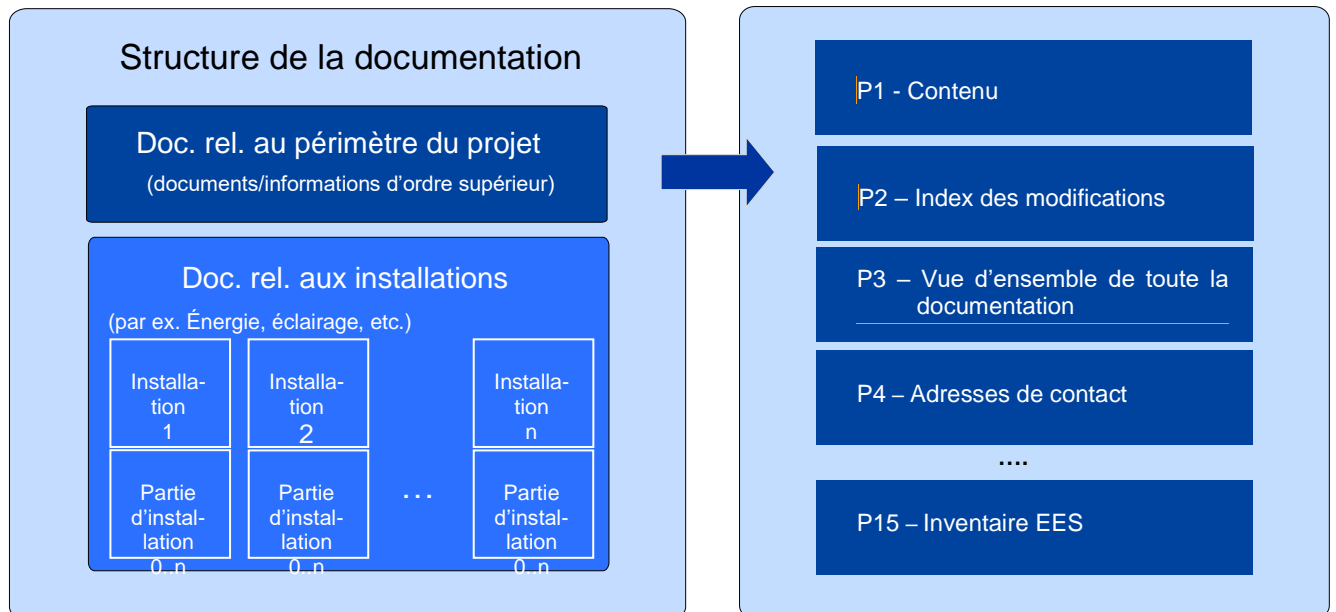 Structure de la documentation
Doc. rel. au périmètre du projet
(documents/informations d’ordre supérieur)
Doc. rel. aux installations
(par ex. Énergie, éclairage, etc.)
Installa-
tion
1
Installa-
tion
2
Installa-
tion
n
Partie
d’instal-
lation
0..n
Partie
d’instal-
lation
0..n
...
Partie
d’instal-
lation
0..n
P1 - Contenu
P2 – Index des modifications
P3 – Vue d’ensemble de toute la
documentation
P4 – Adresses de contact
....
P15 – Inventaire EES